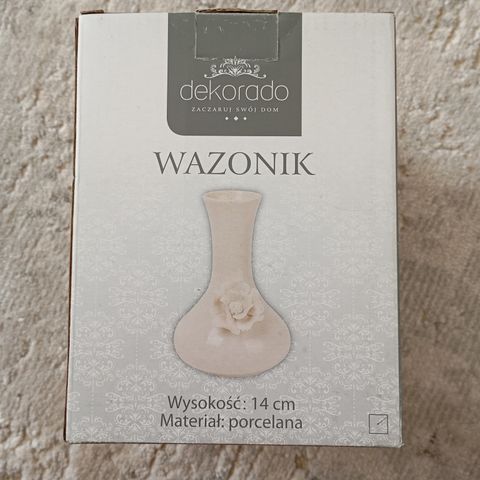 dekorado
ZACZARUJ SWÓJ DOM
WAZONIK
Wysokość: 14 cm
Materiał: porcelana